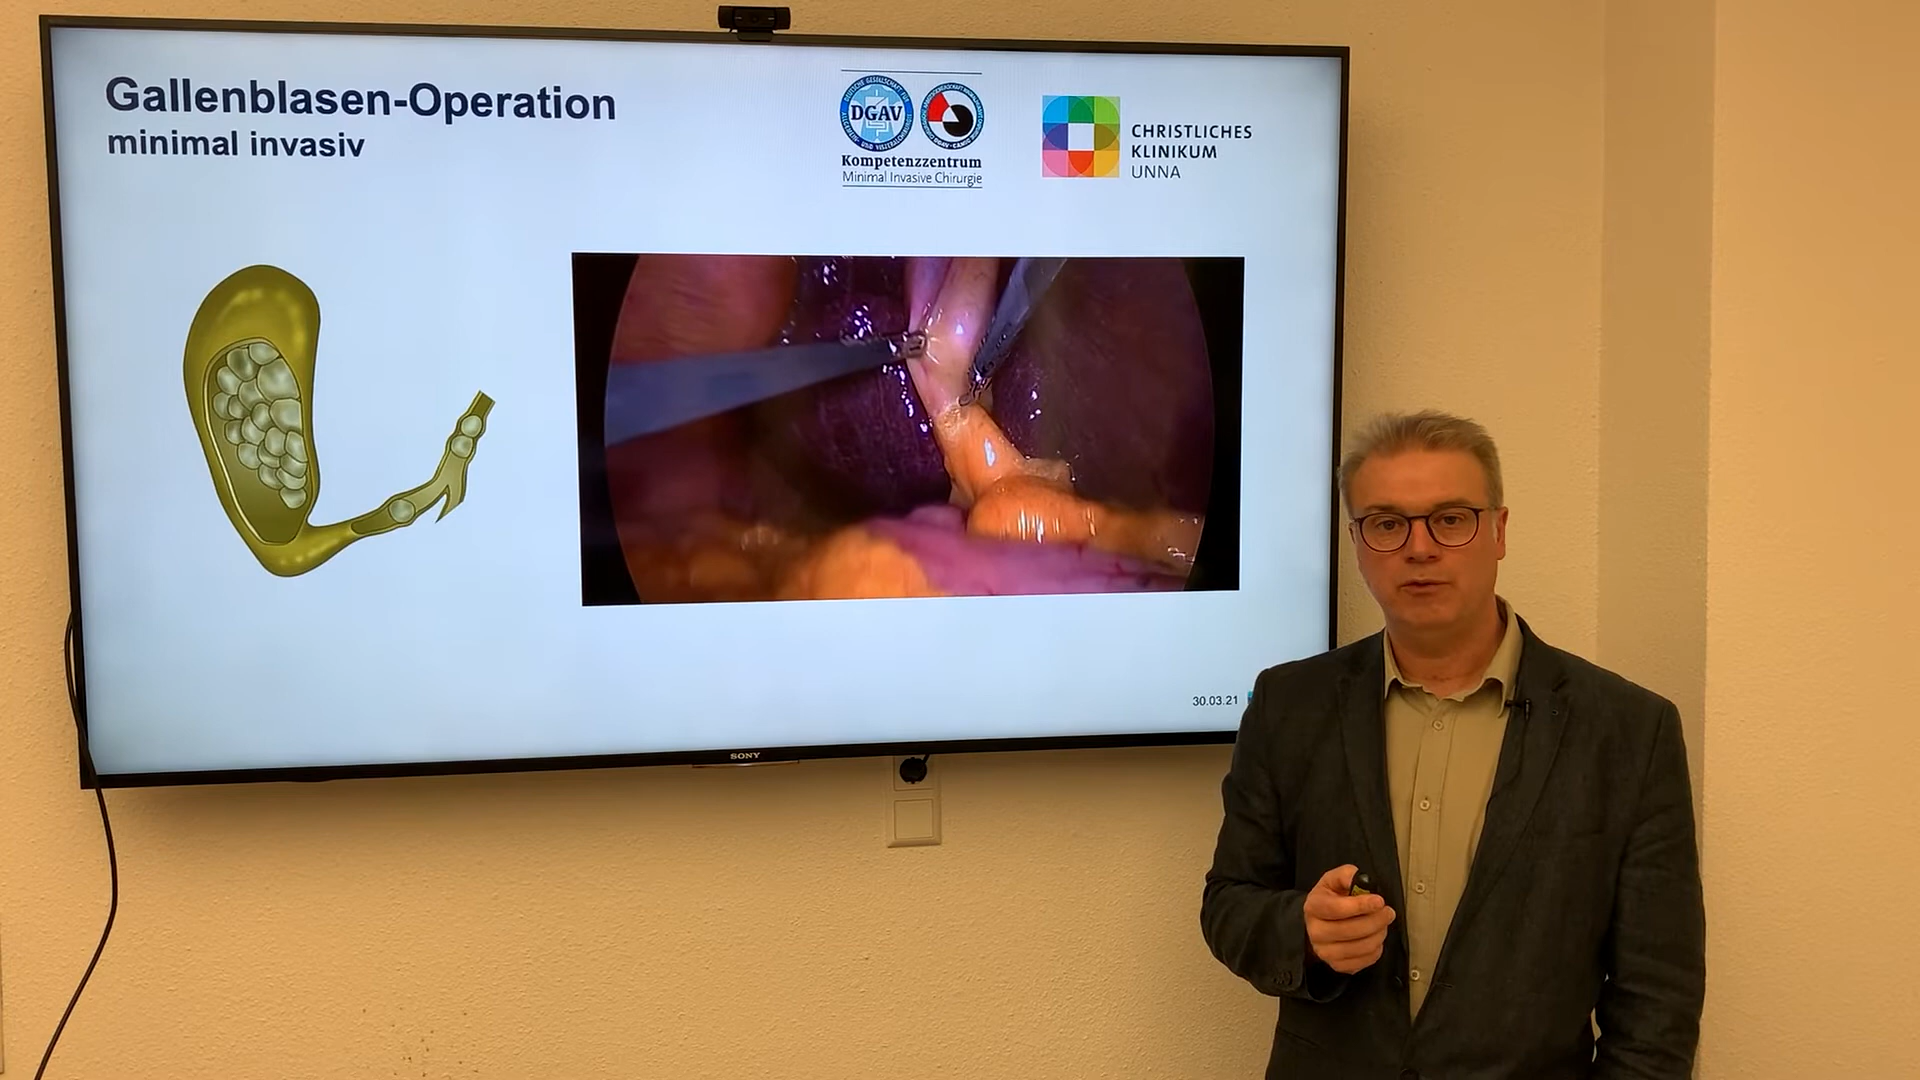 Gallenblasen-Operation
minimal invasiv
DGAV
Kompetenzzentrum
Minimal Invasive Chirurgie
CHRISTLICHES
KLINIKUM
UNNA
30.03.21
SONY